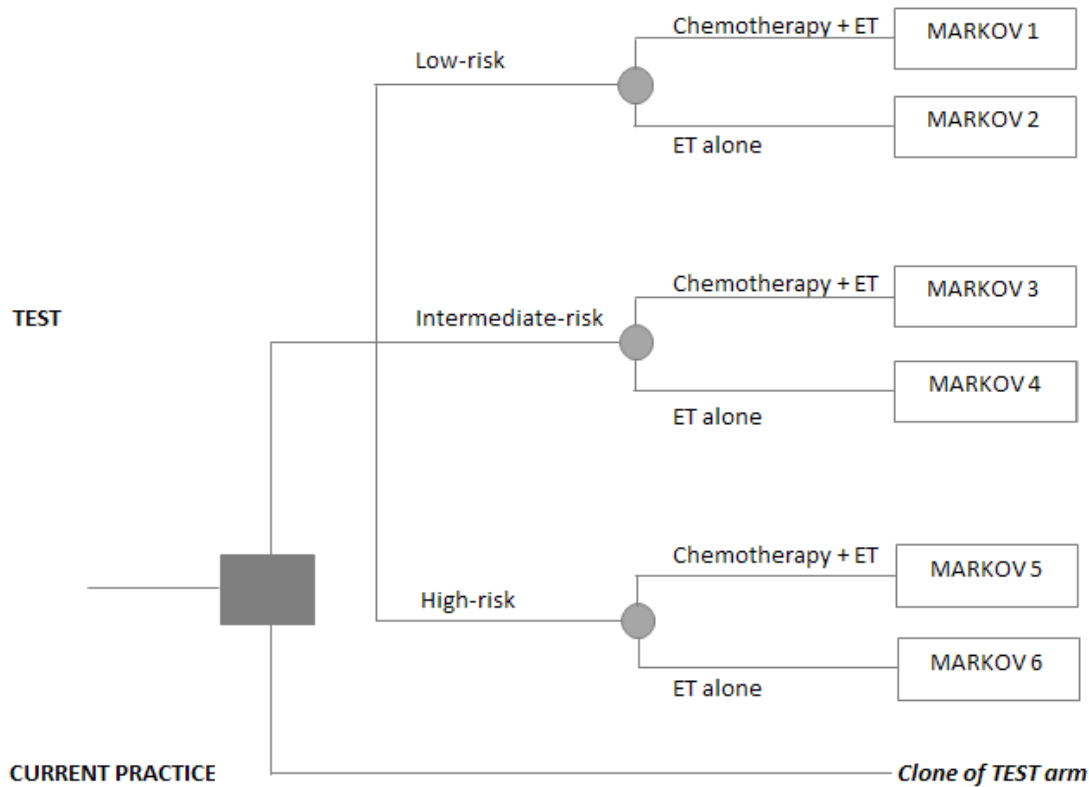 Chemotherapy + ET
MARKOV 1
Low-risk
MARKOV 2
ET alone
Chemotherapy + ET
MARKOV 3
TEST
Intermediate-risk
MARKOV 4
ET alone
Chemotherapy + ET
MARKOV 5
High-risk
MARKOV 6
ET alone
CURRENT PRACTICE
Clone of TEST arm